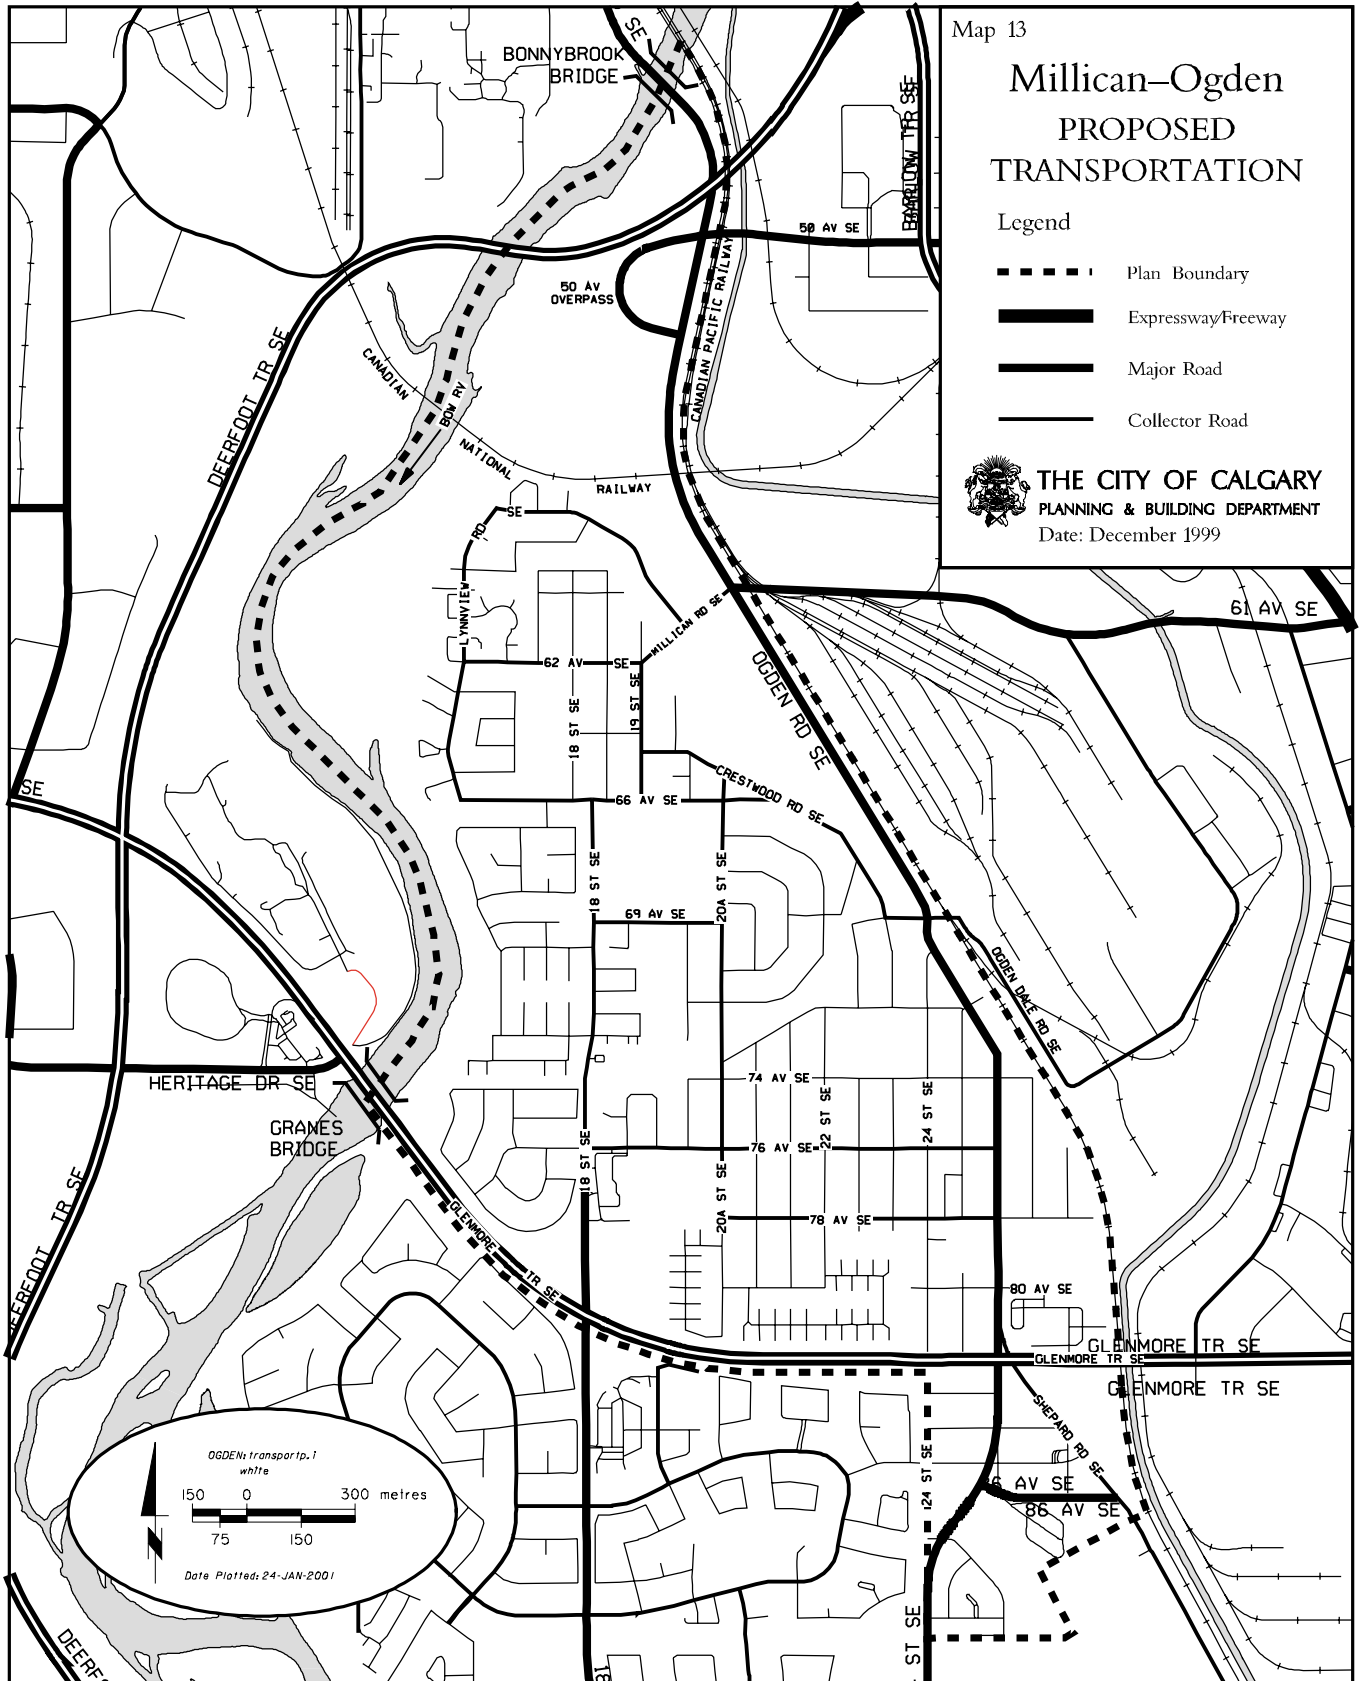 Map 13
Millican–Ogden
PROPOSED
TRANSPORTATION
Legend
Plan Boundary
Expressway/Freeway
Major Road
Collector Road
THE CITY OF CALGARY
PLANNING & BUILDING DEPARTMENT
Date: December 1999
SE
BONNYBROOK
BRIDGE
BARLOW TR SE
50 AV SE
50 AV
OVERPASS
CANADIAN PACIFIC RAILWAY
DEERFOOT TR SE
CANADIAN
NATIONAL
RAILWAY
BOW RV
LYNNVIEW
RD
SE
MILLICAN RD SE
61 AV SE
62 AV SE
OGDEN RD SE
18 ST SE
19 ST SE
SE
CRESTWOOD RD SE
66 AV SE
18 ST SE
20A ST SE
69 AV SE
OGDEN DALE RD SE
HERITAGE DR SE
GRANES
BRIDGE
74 AV SE
22 ST SE
24 ST SE
76 AV SE
18 ST SE
20A ST SE
78 AV SE
DEERFOOT TR SE
GLENMORE TR SE
80 AV SE
GLENMORE TR SE
GLENMORE TR SE
GLENMORE TR SE
SHEPARD RD SE
24 ST SE
86 AV SE
86 AV SE
OGDEN:transportp.i
white
150 0 300 metres
75 150
Date Plotted: 24-JAN-2001
ST SE
18
DEERFO